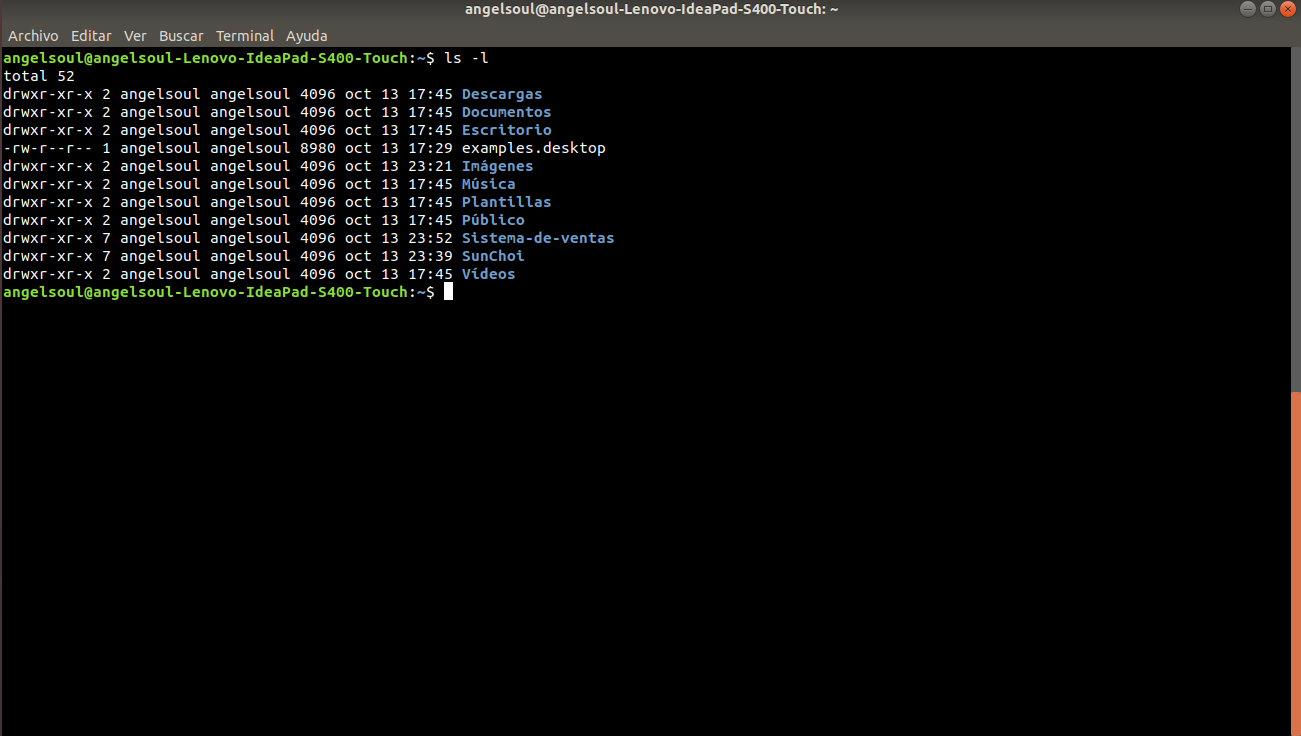 angelsoul@angelsoul-Lenovo-IdeaPad-S400-Touch: ~
Archivo Editar Ver Buscar Terminal Ayuda
angelsoul@angelsoul-Lenovo-IdeaPad-S400-Touch:~$ ls -l
total 52
drwxr-xr-x 2 angelsoul angelsoul 4096 oct 13 17:45 Descargas
drwxr-xr-x 2 angelsoul angelsoul 4096 oct 13 17:45 Documentos
drwxr-xr-x 2 angelsoul angelsoul 4096 oct 13 17:45 Escritorio
-rw-r--r-- 1 angelsoul angelsoul 8980 oct 13 17:29 examples.desktop
drwxr-xr-x 2 angelsoul angelsoul 4096 oct 13 23:21 Imágenes
drwxr-xr-x 2 angelsoul angelsoul 4096 oct 13 17:45 Música
drwxr-xr-x 2 angelsoul angelsoul 4096 oct 13 17:45 Plantillas
drwxr-xr-x 2 angelsoul angelsoul 4096 oct 13 17:45 Público
drwxr-xr-x 7 angelsoul angelsoul 4096 oct 13 23:52 Sistema-de-ventas
drwxr-xr-x 7 angelsoul angelsoul 4096 oct 13 23:39 SunChoi
drwxr-xr-x 2 angelsoul angelsoul 4096 oct 13 17:45 Vídeos
angelsoul@angelsoul-Lenovo-IdeaPad-S400-Touch:~$